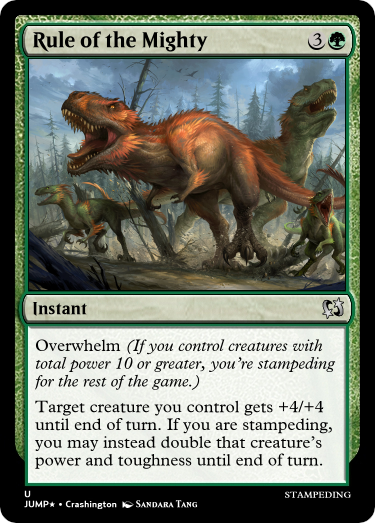 Rule of the Mighty 3
Instant
Overwhelm (If you control creatures with
total power 10 or greater, you're stampeding
for the rest of the game.)
Target creature you control gets +4/+4
until end of turn. If you are stampeding,
you may instead double that creature's
power and toughness until end of turn.
U
JUMP★ • Crashington Sandara Tang
STAMPEDING